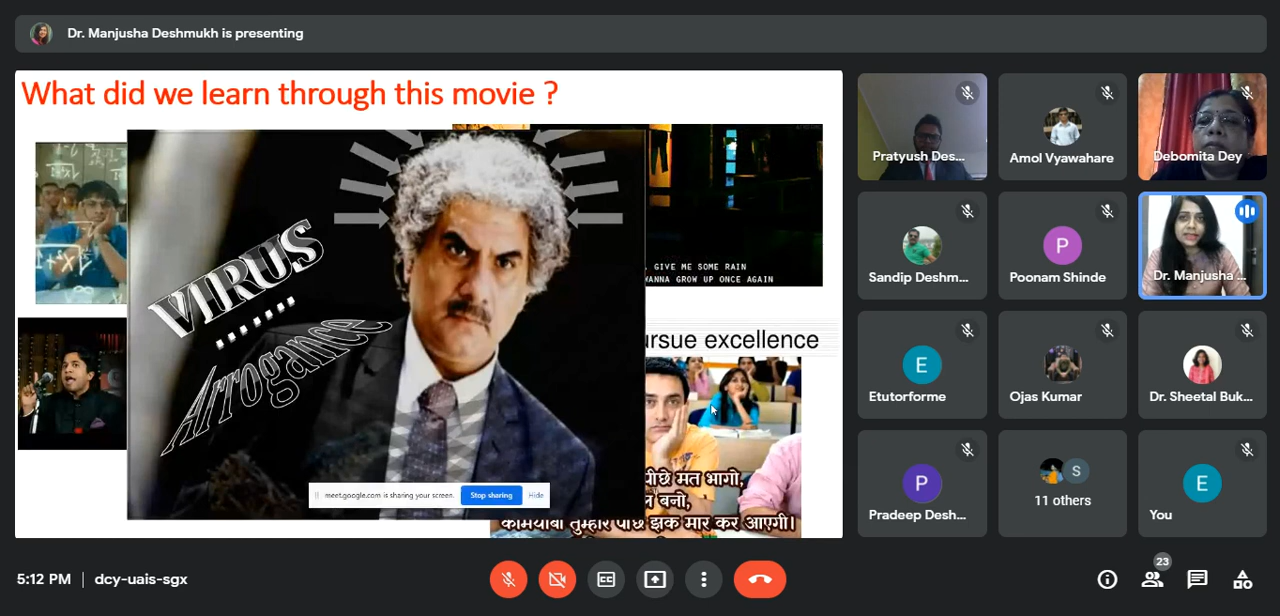 Dr. Manjusha Deshmukh is presenting
What did we learn through this movie ?
VIRUS
.......
Arrogance
GIVE ME SOME RAIN
WANNA GROW UP ONCE AGAIN
ursue excellence
पीछे मत भागो,
बनो,
कामयाबी तुम्हारे पीछे झक मार कर आएगी।
meet.google.com is sharing your screen.
Stop sharing
Hide
Pratyush Des...
Amol Vyawahare
Debomita Dey
Sandip Deshm...
P
Poonam Shinde
Dr. Manjusha ...
E
Etutorforme
Ojas Kumar
Dr. Sheetal Buk...
P
Pradeep Desh...
S
11 others
E
You
5:12 PM | dcy-uais-sgx
23